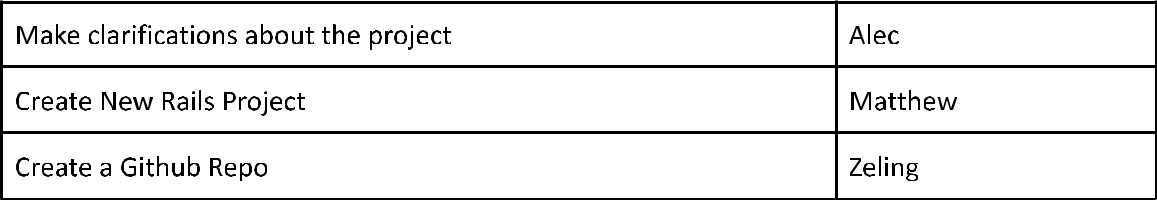 Make clarifications about the project Alec
Create New Rails Project Matthew
Create a Github Repo Zeling